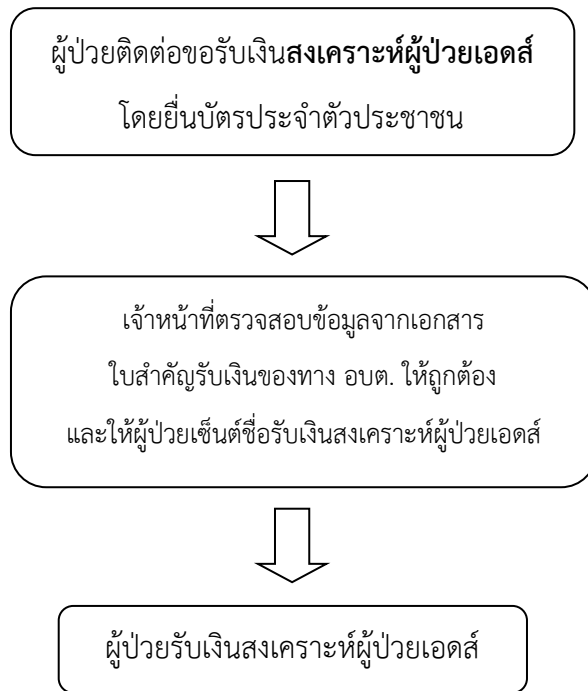 ผู้ป่วยติดต่อขอรับเงินสงเคราะห์ผู้ป่วยเอดส์
โดยยื่นบัตรประจำตัวประชาชน
เจ้าหน้าที่ตรวจสอบข้อมูลจากเอกสาร
ใบสำคัญรับเงินของทาง อบต. ให้ถูกต้อง
และให้ผู้ป่วยเซ็นต์ชื่อรับเงินสงเคราะห์ผู้ป่วยเอดส์
ผู้ป่วยรับเงินสงเคราะห์ผู้ป่วยเอดส์